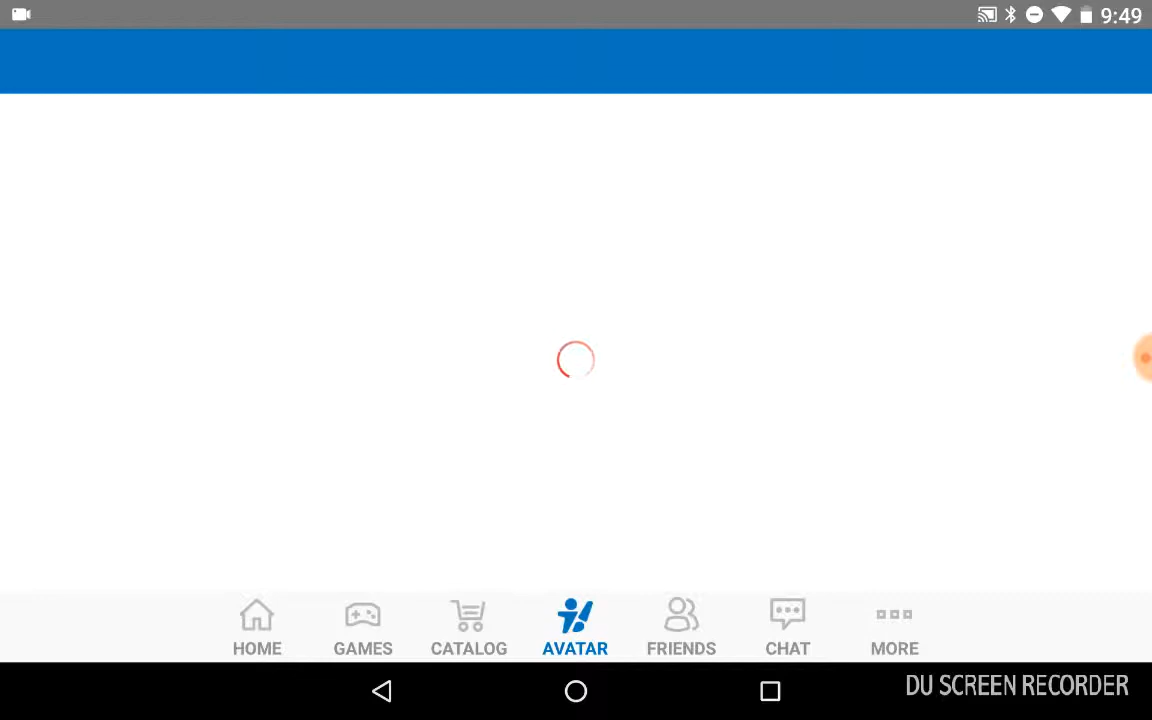 9:49
HOME GAMES CATALOG AVATAR FRIENDS CHAT MORE
DU SCREEN RECORDER